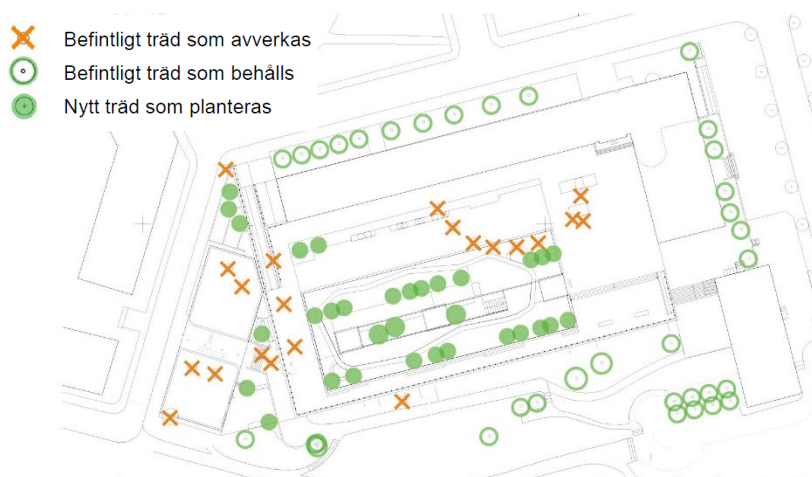 Befintligt träd som avverkas
Befintligt träd som behålls
Nytt träd som planteras